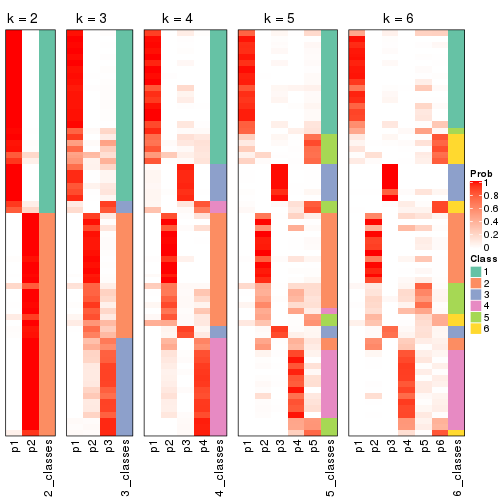 k = 2
k = 3
k = 4
k = 5
k = 6
p1
p2
2_classes
p1
p2
p3
3_classes
p1
p2
p3
p4
4_classes
p1
p2
p3
p4
p5
5_classes
p1
p2
p3
p4
p5
p6
6_classes
Prob
1
0.8
0.6
0.4
0.2
0
Class
1
2
3
4
5
6